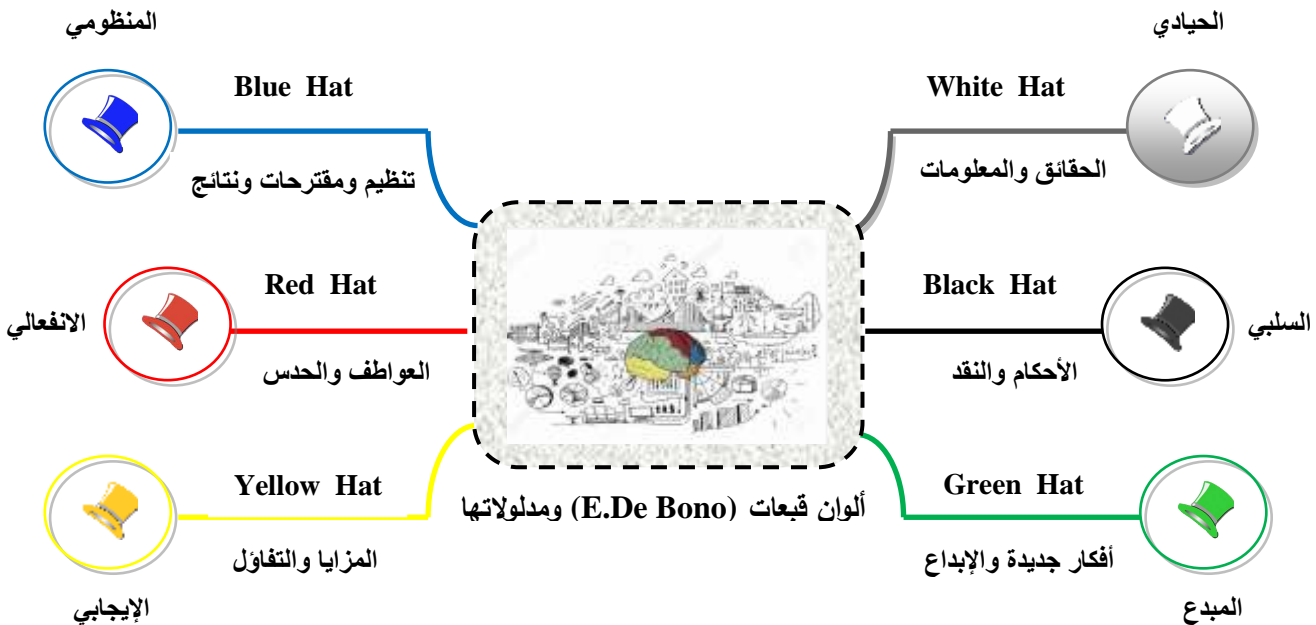 المنظومي
الحيادي
Blue Hat
White Hat
تنظيم ومقترحات ونتائج
الحقائق والمعلومات
Red Hat
Black Hat
الانفعالي
السلبي
العواطف والحدس
الأحكام والنقد
Yellow Hat
Green Hat
ألوان قبعات (E.De Bono) ومدلولاتها
المزايا والتفاؤل
أفكار جديدة والإبداع
الإيجابي
المبدع